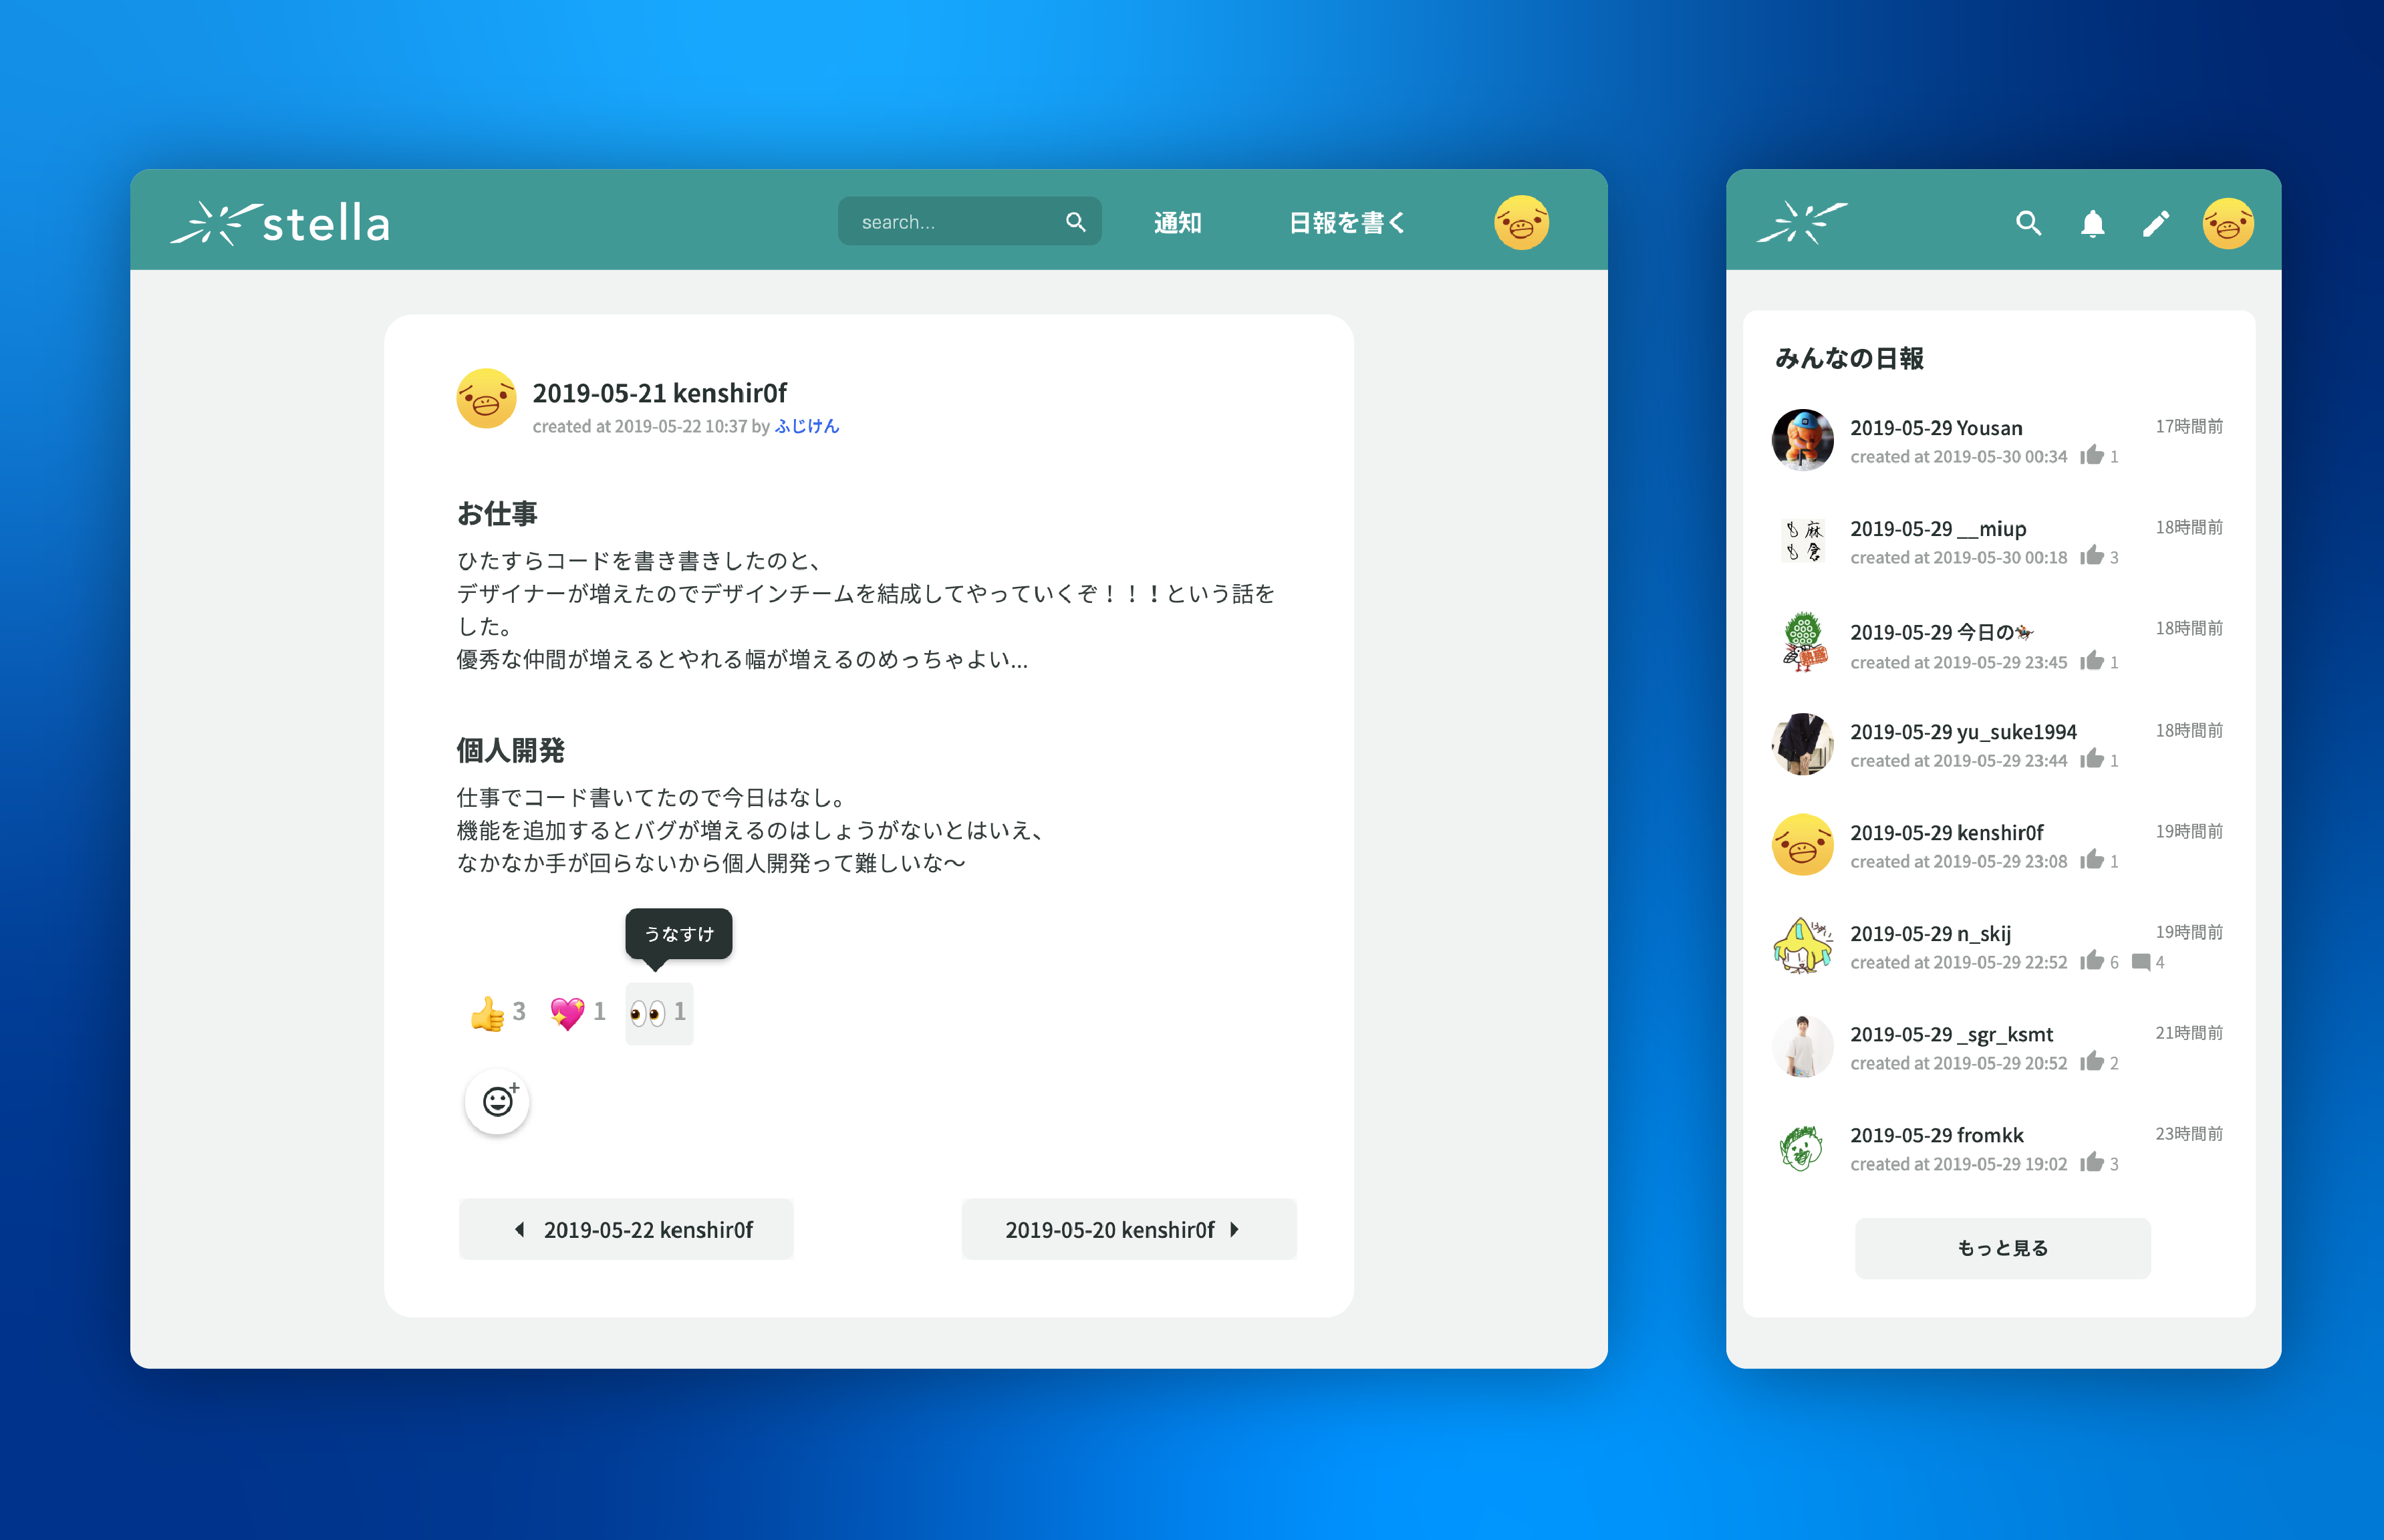 stella
search...
通知
日報を書く
2019-05-21 kenshir0f
created at 2019-05-22 10:37 by ふじけん
お仕事
ひたすらコードを書き書きしたのと、
デザイナーが増えたのでデザインチームを結成してやっていくぞ！！！という話を
した。
優秀な仲間が増えるとやれる幅が増えるのめっちゃよい...
個人開発
仕事でコード書いてたので今日はなし。
機能を追加するとバグが増えるのはしょうがないとはいえ、
なかなか手が回らないから個人開発って難しいな〜
うなすけ
👍 3 💖 1 👀 1
2019-05-22 kenshir0f
2019-05-20 kenshir0f
みんなの日報
2019-05-29 Yousan 17時間前
created at 2019-05-30 00:34 1
2019-05-29 __miup 18時間前
created at 2019-05-30 00:18 3
2019-05-29 今日の🏇 18時間前
created at 2019-05-29 23:45 1
2019-05-29 yu_suke1994 18時間前
created at 2019-05-29 23:44 1
2019-05-29 kenshir0f 19時間前
created at 2019-05-29 23:08 1
2019-05-29 n_skij 19時間前
created at 2019-05-29 22:52 6 4
2019-05-29 _sgr_ksmt 21時間前
created at 2019-05-29 20:52 2
2019-05-29 fromkk 23時間前
created at 2019-05-29 19:02 3
もっと見る